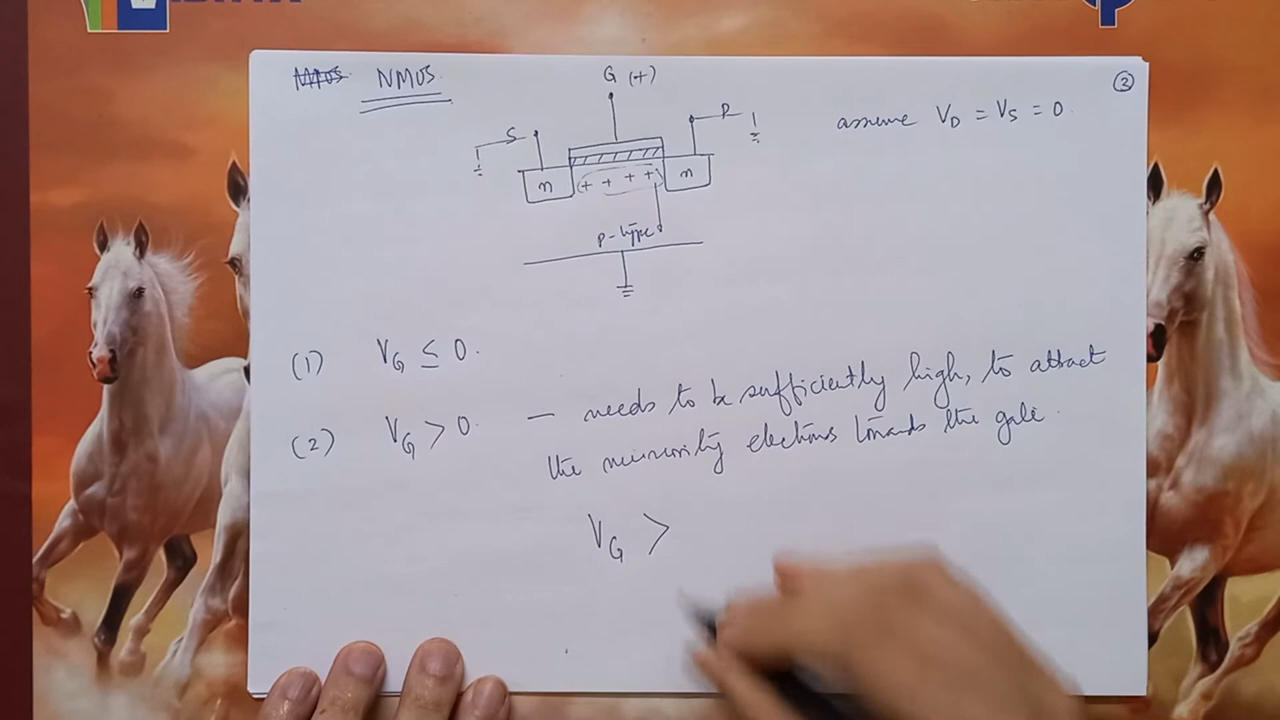 NMOS
G (+)
②
S
D
assume V_D = V_S = 0
n
+ + + +
n
p-type
(1) V_G ≤ 0.
(2) V_G > 0. — needs to be sufficiently high, to attract
the minority electrons towards the gate.
V_G >